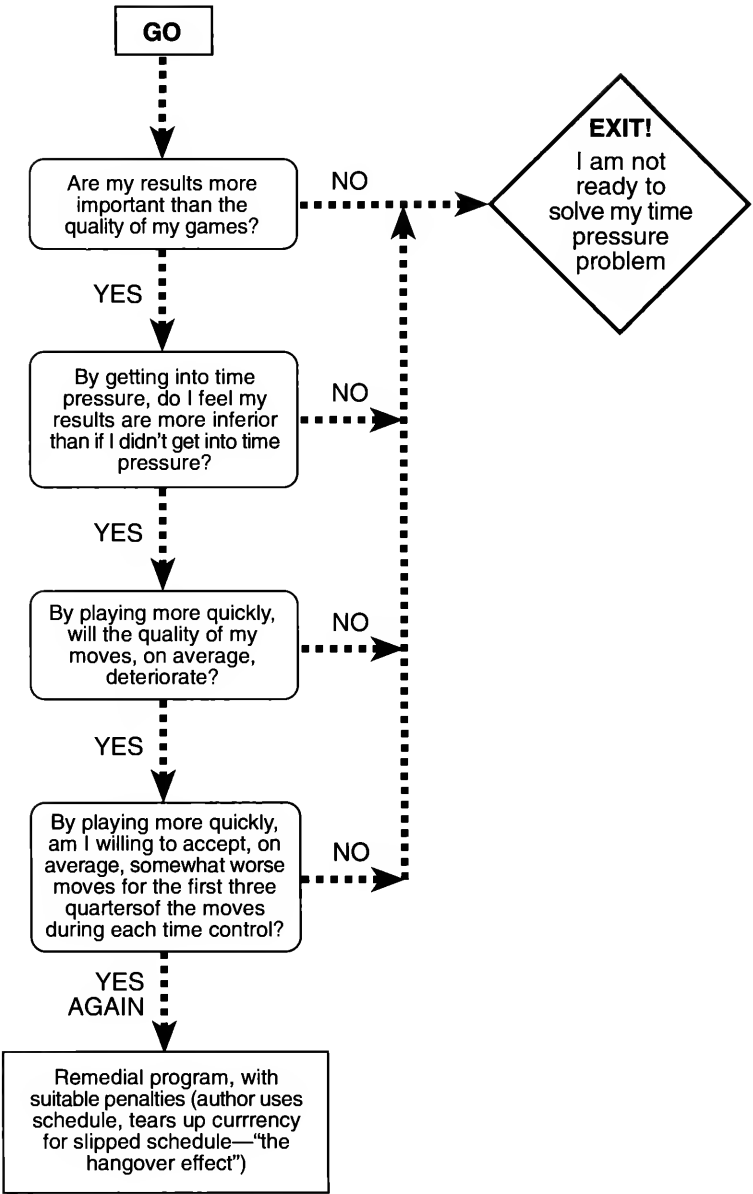 GO
Are my results more
important than the
quality of my games?
NO
EXIT!
I am not
ready to
solve my time
pressure
problem
YES
By getting into time
pressure, do I feel my
results are more inferior
than if I didn't get into time
pressure?
NO
YES
By playing more quickly,
will the quality of my
moves, on average,
deteriorate?
NO
YES
By playing more quickly,
am I willing to accept, on
average, somewhat worse
moves for the first three
quartersof the moves
during each time control?
NO
YES
AGAIN
Remedial program, with
suitable penalties (author uses
schedule, tears up currrency
for slipped schedule—“the
hangover effect”)